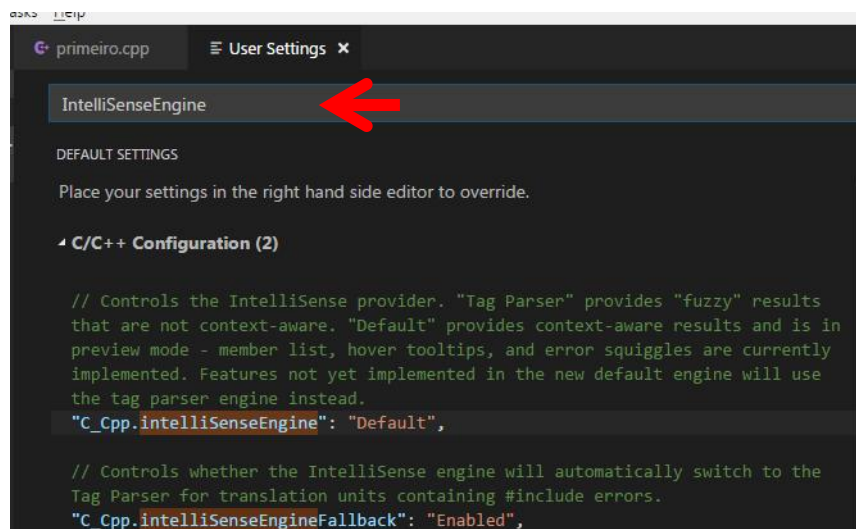 asks Help
primeiro.cpp User Settings ×
IntelliSenseEngine
DEFAULT SETTINGS
Place your settings in the right hand side editor to override.
C/C++ Configuration (2)
// Controls the IntelliSense provider. "Tag Parser" provides "fuzzy" results
that are not context-aware. "Default" provides context-aware results and is in
preview mode - member list, hover tooltips, and error squiggles are currently
implemented. Features not yet implemented in the new default engine will use
the tag parser engine instead.
"C_Cpp.intelliSenseEngine": "Default",
// Controls whether the IntelliSense engine will automatically switch to the
Tag Parser for translation units containing #include errors.
"C_Cpp.intelliSenseEngineFallback": "Enabled",